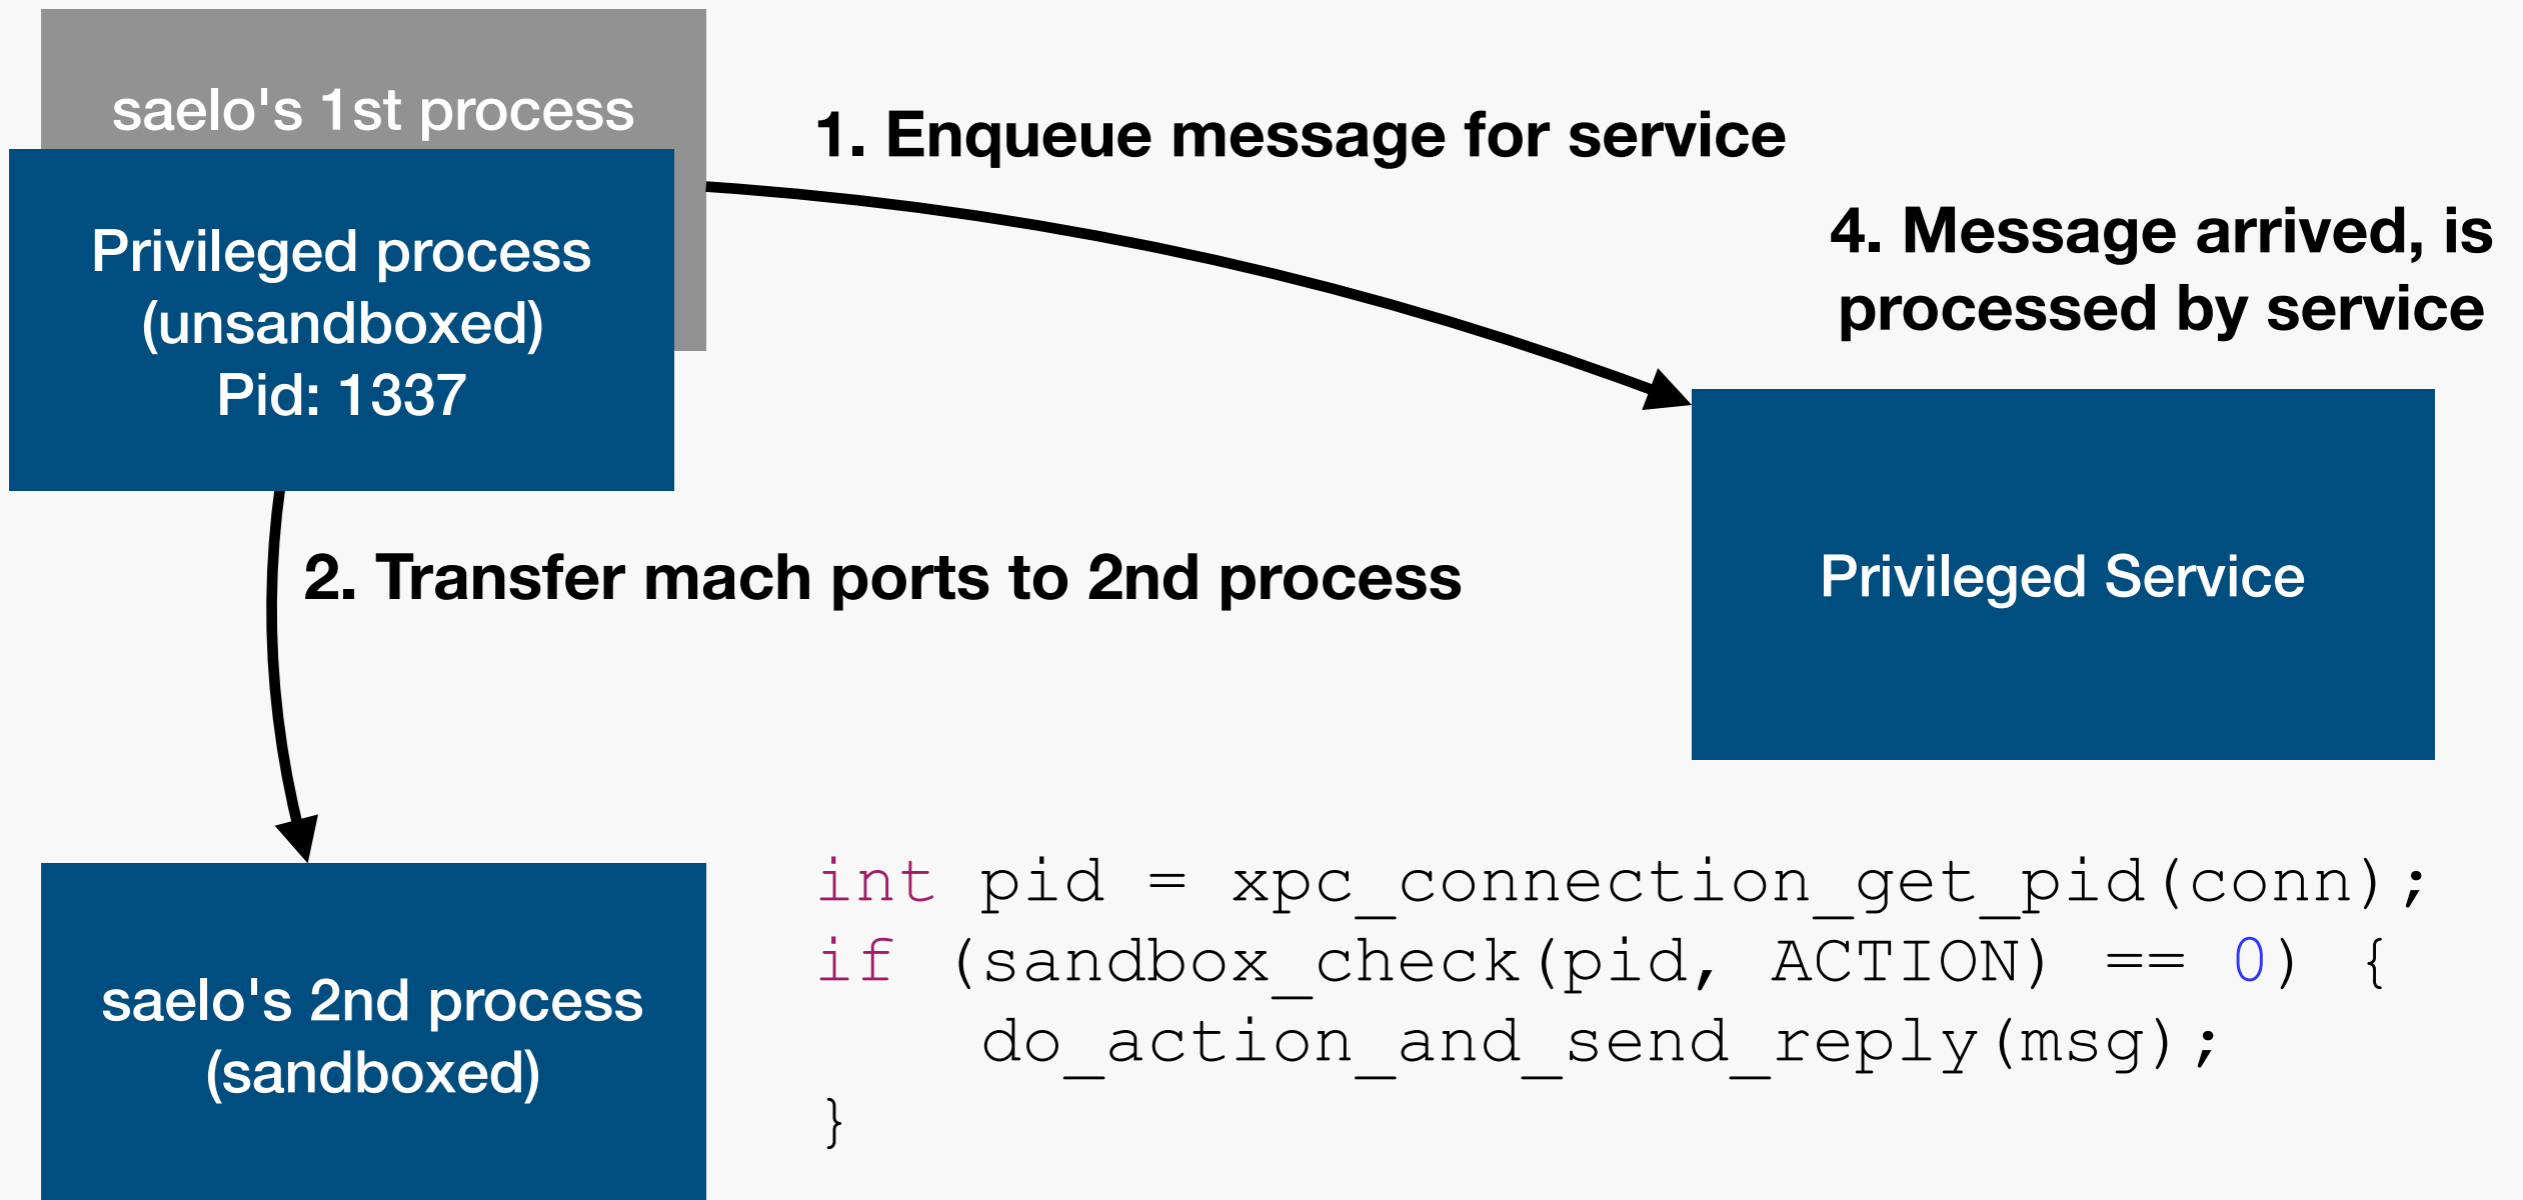 saelo's 1st process
Privileged process
(unsandboxed)
Pid: 1337
1. Enqueue message for service
4. Message arrived, is
processed by service
2. Transfer mach ports to 2nd process
Privileged Service
saelo's 2nd process
(sandboxed)
int pid = xpc_connection_get_pid(conn);
if (sandbox_check(pid, ACTION) == 0) {
    do_action_and_send_reply(msg);
}